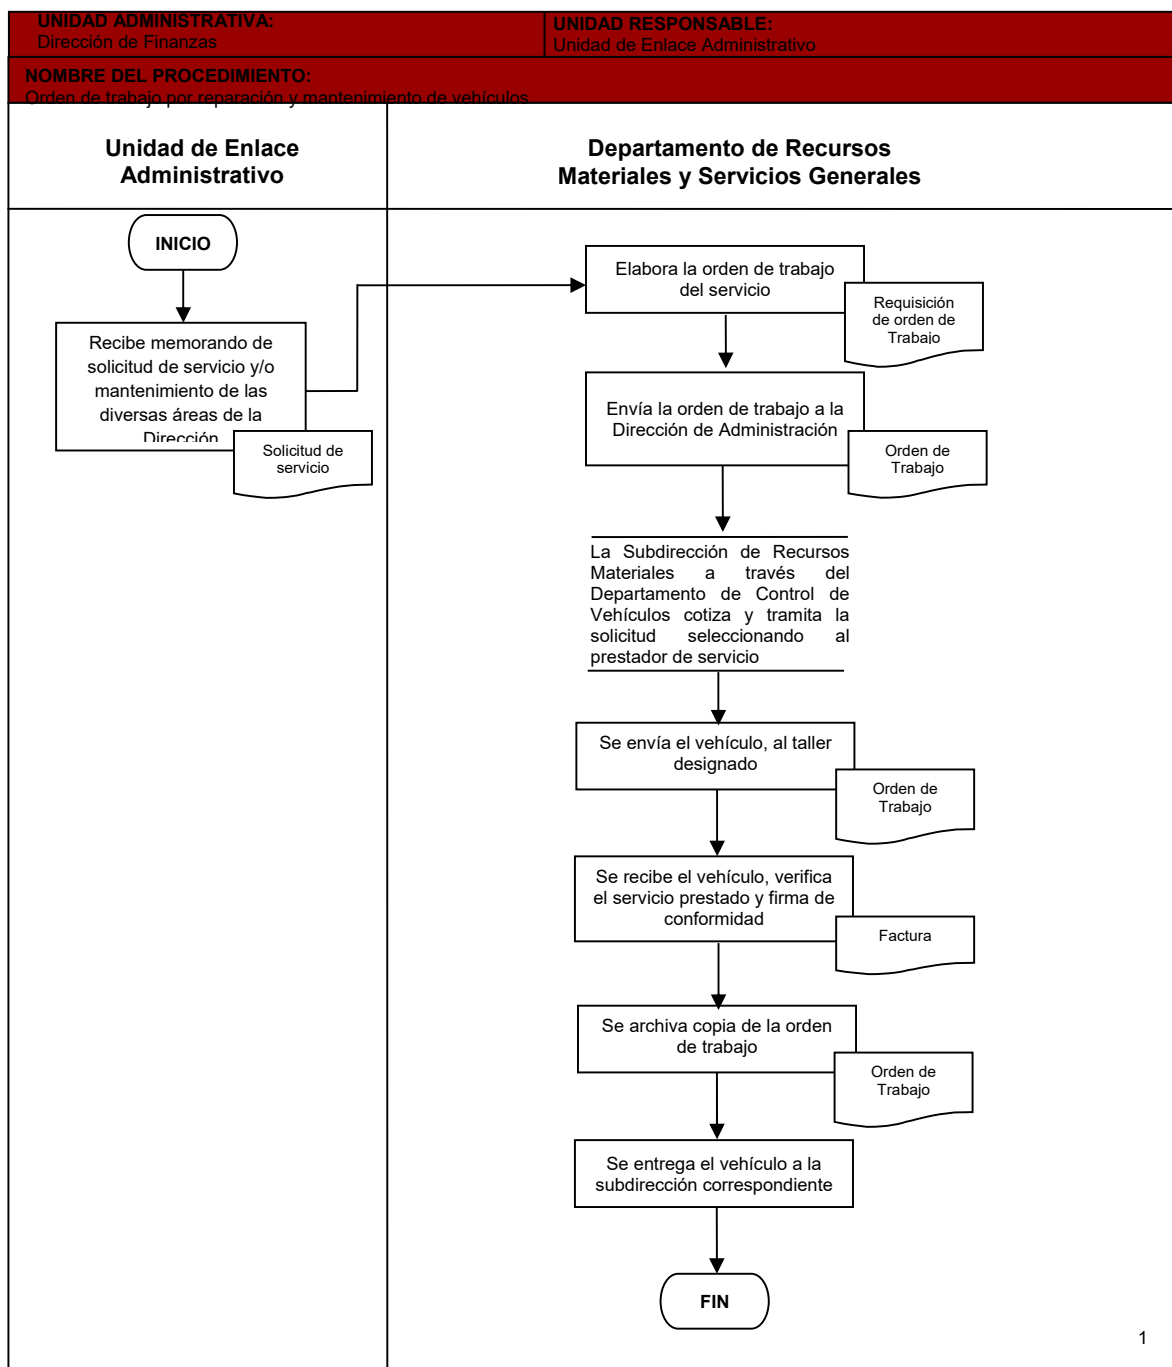 UNIDAD ADMINISTRATIVA:
Dirección de Finanzas
UNIDAD RESPONSABLE:
Unidad de Enlace Administrativo
NOMBRE DEL PROCEDIMIENTO:
Orden de trabajo por reparación y mantenimiento de vehículos
Unidad de Enlace
Administrativo
Departamento de Recursos
Materiales y Servicios Generales
INICIO
Recibe memorando de
solicitud de servicio y/o
mantenimiento de las
diversas áreas de la
Dirección
Solicitud de
servicio
Elabora la orden de trabajo
del servicio
Requisición
de orden de
Trabajo
Envía la orden de trabajo a la
Dirección de Administración
Orden de
Trabajo
La Subdirección de Recursos
Materiales a través del
Departamento de Control de
Vehículos cotiza y tramita la
solicitud seleccionando al
prestador de servicio
Se envía el vehículo, al taller
designado
Orden de
Trabajo
Se recibe el vehículo, verifica
el servicio prestado y firma de
conformidad
Factura
Se archiva copia de la orden
de trabajo
Orden de
Trabajo
Se entrega el vehículo a la
subdirección correspondiente
FIN
1